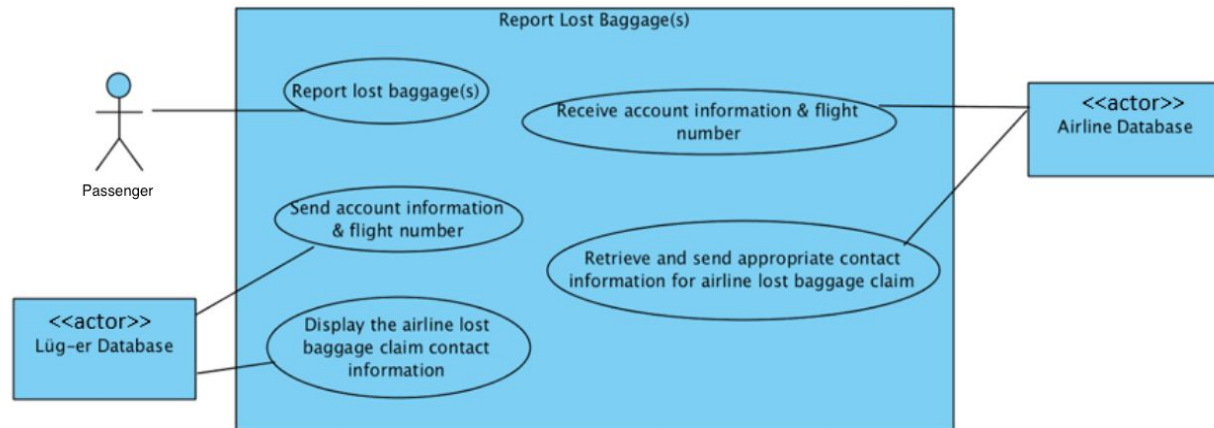 Report Lost Baggage(s)
Report lost baggage(s)
Passenger
Receive account information & flight
number
<<actor>>
Airline Database
Send account information
& flight number
Retrieve and send appropriate contact
information for airline lost baggage claim
<<actor>>
Lüg-er Database
Display the airline lost
baggage claim contact
information